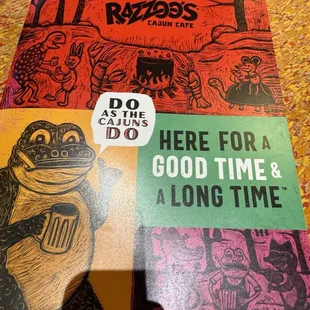 RAZZOO'S
CAJUN CAFE
DO
AS THE
CAJUNS
DO
HERE FOR A
GOOD TIME &
A LONG TIME™